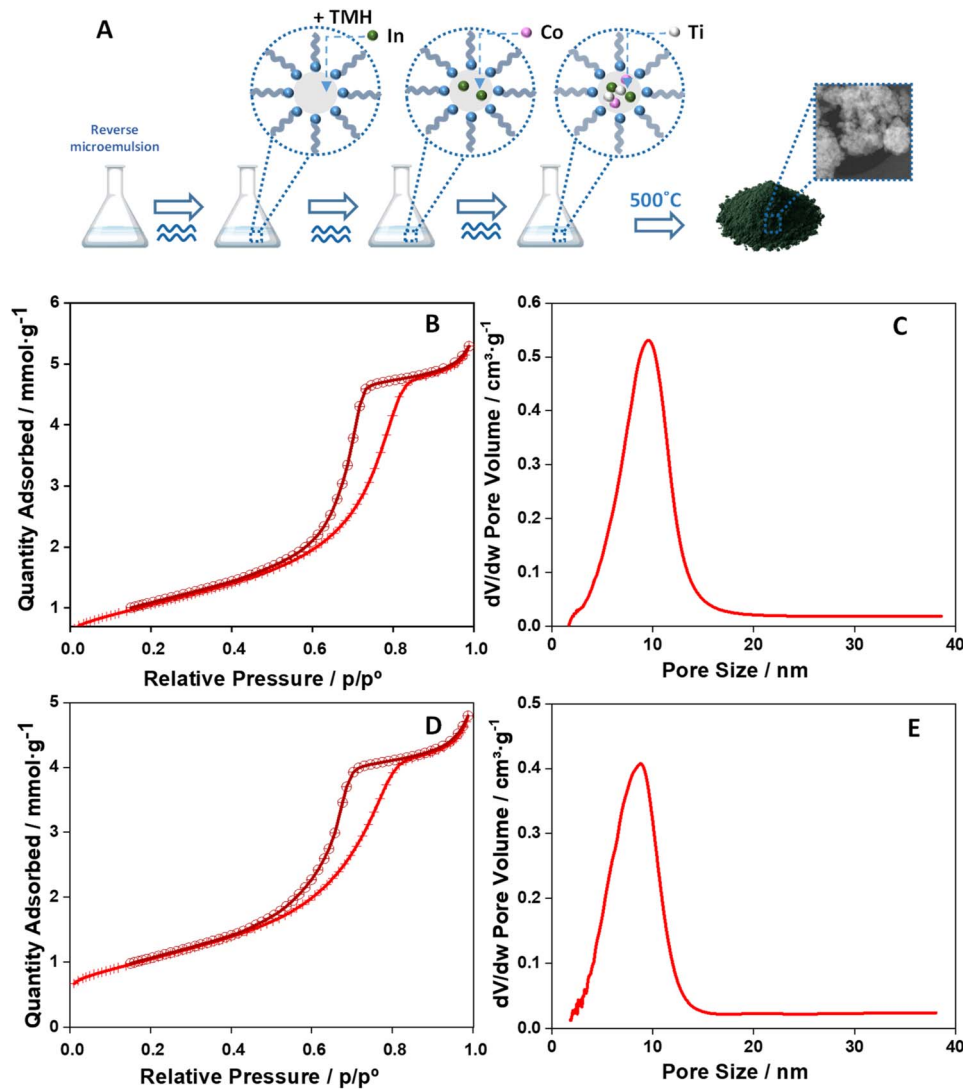 A
+ TMH
In
Co
Ti
Reverse
microemulsion
500°C
B
Quantity Adsorbed / mmol·g-1
6
5
4
3
2
1
0.0 0.2 0.4 0.6 0.8 1.0
Relative Pressure / p/pº
C
dV/dw Pore Volume / cm³·g-1
0.6
0.5
0.4
0.3
0.2
0.1
0.0
0 10 20 30 40
Pore Size / nm
D
Quantity Adsorbed / mmol·g-1
5
4
3
2
1
0
0.0 0.2 0.4 0.6 0.8 1.0
Relative Pressure / p/pº
E
dV/dw Pore Volume / cm³·g-1
0.5
0.4
0.3
0.2
0.1
0.0
0 10 20 30 40
Pore Size / nm